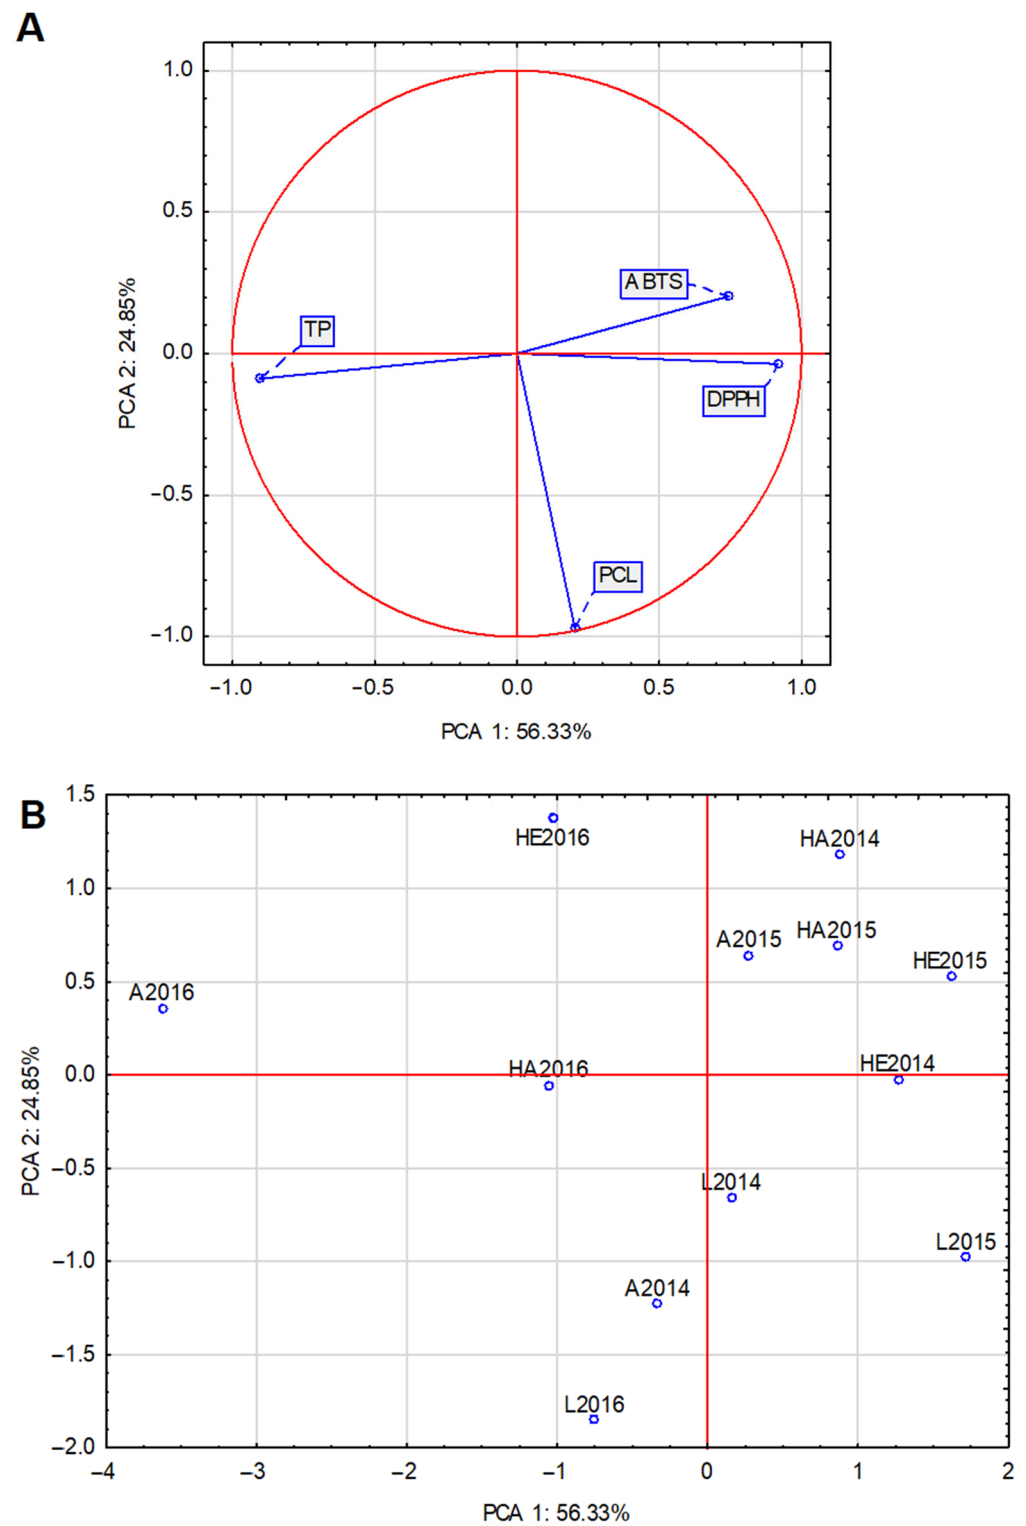 A
1.0
0.5
0.0
−0.5
−1.0
ABTS
TP
DPPH
PCL
PCA 2: 24.85%
−1.0
−0.5
0.0
0.5
1.0
PCA 1: 56.33%
B
1.5
1.0
0.5
0.0
−0.5
−1.0
−1.5
−2.0
HE2016
HA2014
HA2015
A2015
HE2015
A2016
HA2016
HE2014
L2014
L2015
A2014
L2016
PCA 2: 24.85%
−4
−3
−2
−1
0
1
2
PCA 1: 56.33%